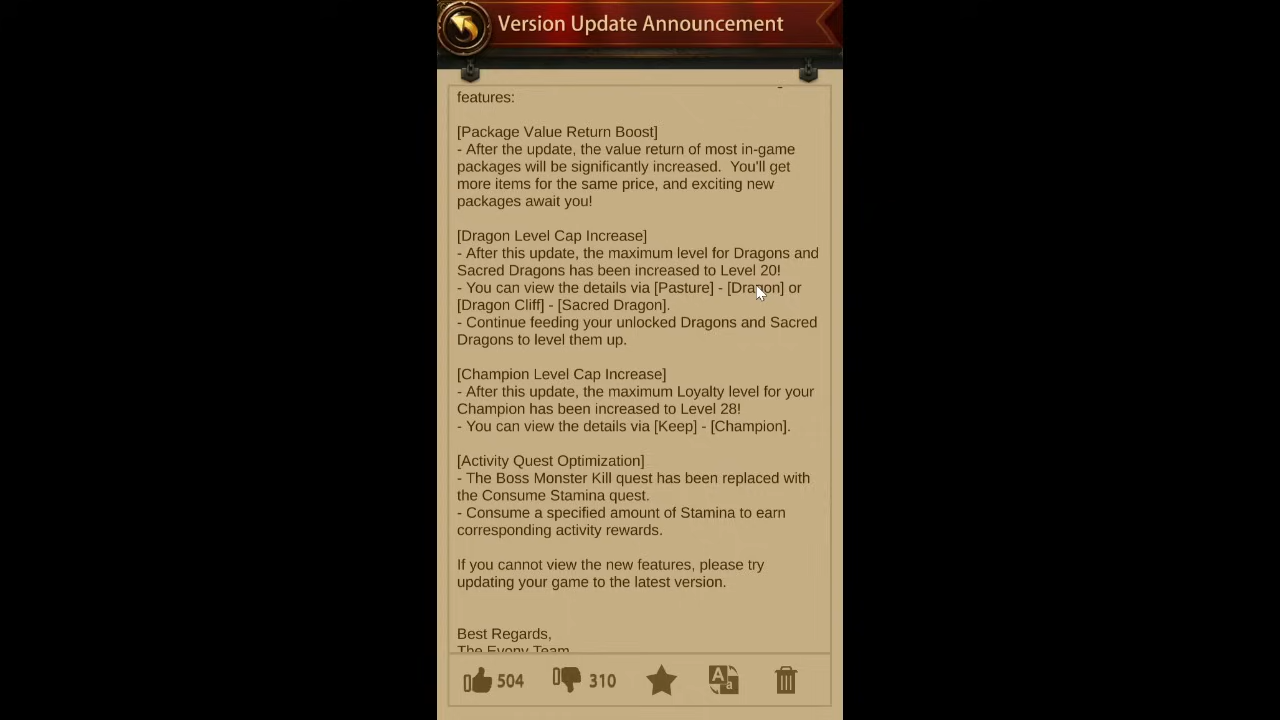 Version Update Announcement
features:
[Package Value Return Boost]
- After the update, the value return of most in-game
packages will be significantly increased.  You'll get
more items for the same price, and exciting new
packages await you!
[Dragon Level Cap Increase]
- After this update, the maximum level for Dragons and
Sacred Dragons has been increased to Level 20!
- You can view the details via [Pasture] - [Dragon] or
[Dragon Cliff] - [Sacred Dragon].
- Continue feeding your unlocked Dragons and Sacred
Dragons to level them up.
[Champion Level Cap Increase]
- After this update, the maximum Loyalty level for your
Champion has been increased to Level 28!
- You can view the details via [Keep] - [Champion].
[Activity Quest Optimization]
- The Boss Monster Kill quest has been replaced with
the Consume Stamina quest.
- Consume a specified amount of Stamina to earn
corresponding activity rewards.
If you cannot view the new features, please try
updating your game to the latest version.
Best Regards,
The Evony Team
504 310 A a